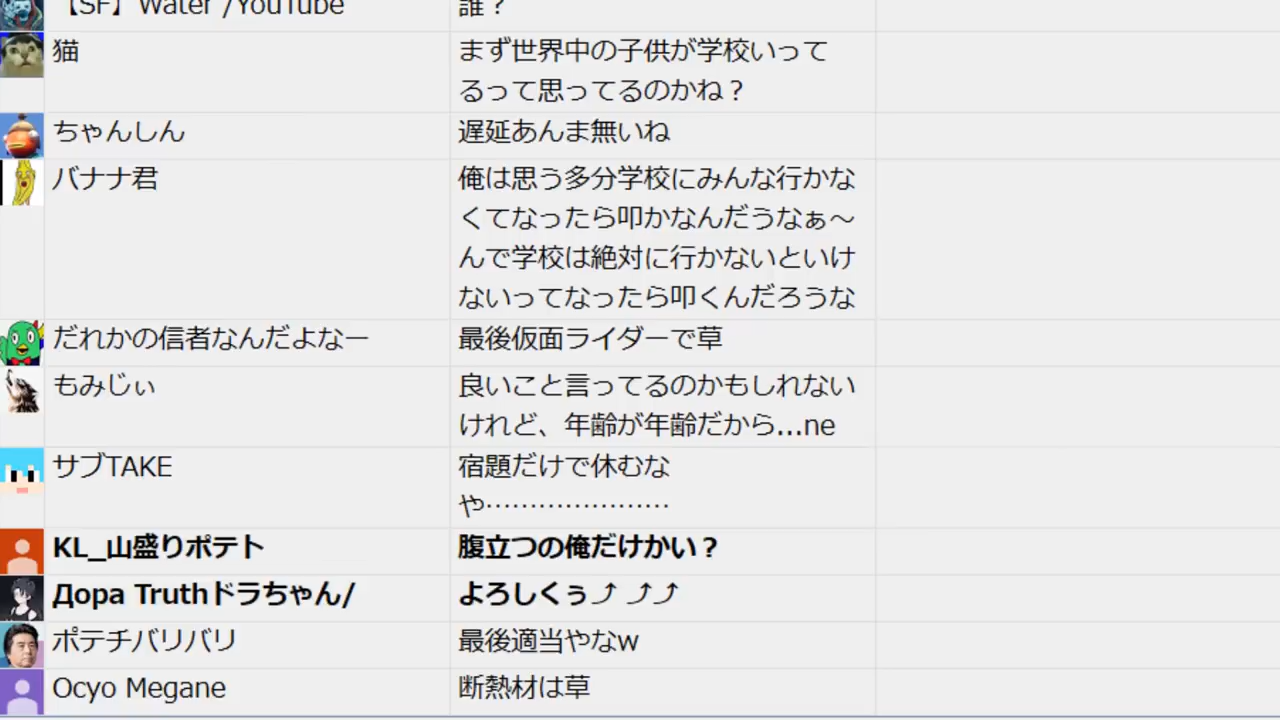 【SF】Water /YouTube
誰？
猫
まず世界中の子供が学校いって
るって思ってるのかね？
ちゃんしん
遅延あんま無いね
バナナ君
俺は思う多分学校にみんな行かな
くてなったら叩かなんだうなぁ～
んで学校は絶対に行かないといけ
ないってなったら叩くんだろうな
だれかの信者なんだよなー
最後仮面ライダーで草
もみじぃ
良いこと言ってるのかもしれない
けれど、年齢が年齢だから...ne
サブTAKE
宿題だけで休むな
や…………………
KL_山盛りポテト
腹立つの俺だけかい？
Дора Truthドラちゃん/
よろしくぅ⤴ ⤴⤴
ポテチバリバリ
最後適当やなw
Ocyo Megane
断熱材は草